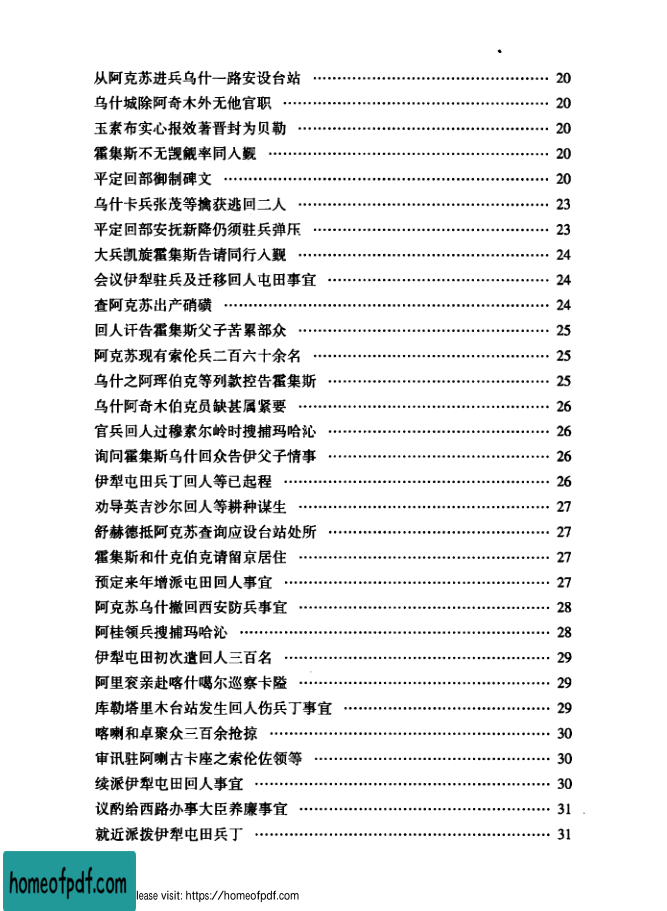 从阿克苏进兵乌什一路安设台站 ………………………………………… 20
乌什城除阿奇木外无他官职 ……………………………………………… 20
玉素布实心报效著晋封为贝勒 …………………………………………… 20
霍集斯不无觊觎率同入觐 ………………………………………………… 20
平定回部御制碑文 ………………………………………………………… 20
乌什卡兵张茂等擒获逃回二人 …………………………………………… 23
平定回部安抚新降仍须驻兵弹压 ………………………………………… 23
大兵凯旋霍集斯告请同行入觐 …………………………………………… 24
会议伊犁驻兵及迁移回人屯田事宜 ……………………………………… 24
查阿克苏出产硝磺 ………………………………………………………… 24
回人讦告霍集斯父子苦累部众 …………………………………………… 25
阿克苏现有索伦兵二百六十余名 ………………………………………… 25
乌什之阿珲伯克等列款控告霍集斯 ……………………………………… 25
乌什阿奇木伯克员缺甚属紧要 …………………………………………… 26
官兵回人过穆素尔岭时搜捕玛哈沁 ……………………………………… 26
询问霍集斯乌什回众告伊父子情事 ……………………………………… 26
伊犁屯田兵丁回人等已起程 ……………………………………………… 26
劝导英吉沙尔回人等耕种谋生 …………………………………………… 27
舒赫德抵阿克苏查询应设台站处所 ……………………………………… 27
霍集斯和什克伯克请留京居住 …………………………………………… 27
预定来年增派屯田回人事宜 ……………………………………………… 27
阿克苏乌什撤回西安防兵事宜 …………………………………………… 28
阿桂领兵搜捕玛哈沁 ……………………………………………………… 28
伊犁屯田初次遣回人三百名 ……………………………………………… 29
阿里衮亲赴喀什噶尔巡察卡隘 …………………………………………… 29
库勒塔里木台站发生回人伤兵丁事宜 …………………………………… 29
喀喇和卓聚众三百余抢掠 ………………………………………………… 30
审讯驻阿喇古卡座之索伦佐领等 ………………………………………… 30
续派伊犁屯田回人事宜 …………………………………………………… 30
议酌给西路办事大臣养廉事宜 …………………………………………… 31
就近派拨伊犁屯田兵丁 …………………………………………………… 31
homeofpdf.com
lease visit: https://homeofpdf.com